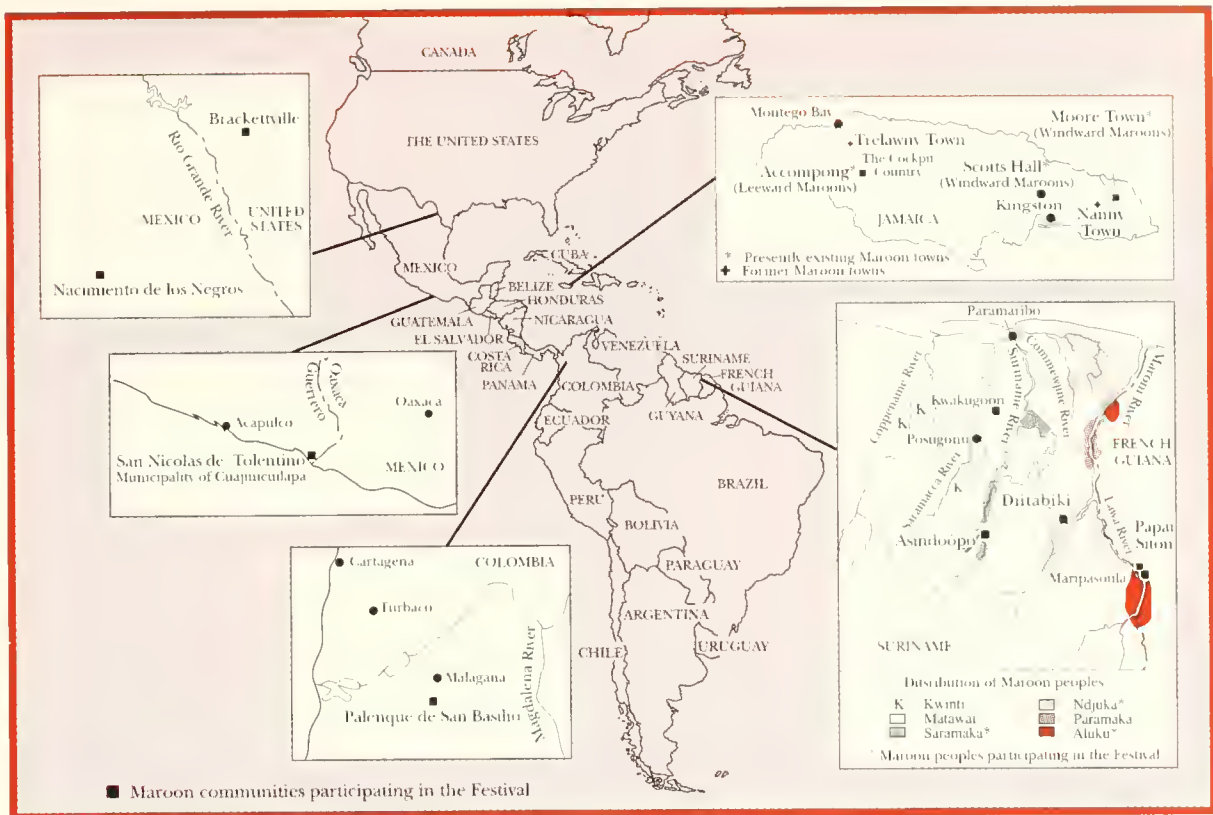 CANADA
THE UNITED STATES
MEXICO
CUBA
BELIZE
HONDURAS
GUATEMALA
NICARAGUA
EL SALVADOR
COSTA
RICA
PANAMA
VENEZUELA
COLOMBIA
SURINAME
FRENCH
GUIANA
GUYANA
ECUADOR
PERU
BRAZIL
BOLIVIA
PARAGUAY
ARGENTINA
CHILE
URUGUAY
Brackettville
Rio Grande River
MEXICO
UNITED
STATES
Nacimiento de los Negros
Oaxaca
Guerrero
Oaxaca
Acapulco
San Nicolas de Tolentino
Municipality of Cuajinicuilapa
MEXICO
Cartagena
COLOMBIA
Turbaco
Malagana
Palenque de San Basilio
Magdalena River
Montego Bay
Moore Town*
(Windward Maroons)
Trelawny Town
The Cockpit
Country
Accompong*
(Leeward Maroons)
Scotts Hall*
(Windward Maroons)
Kingston
JAMAICA
Nanny
Town
* Presently existing Maroon towns
✚ Former Maroon towns
Paramaribo
Coppename River
Suriname River
Commewijne River
Maroni River
Kwakugoon
K
K
Posugonu
Saramacca River
K
FRENCH
GUIANA
Diitabiki
Lawa River
Asindoópo
Papai
Siton
Maripasoula
SURINAME
Distribution of Maroon peoples
K Kwinti
Matawai
Saramaka*
Ndjuka*
Paramaka
Aluku*
* Maroon peoples participating in the Festival
■ Maroon communities participating in the Festival